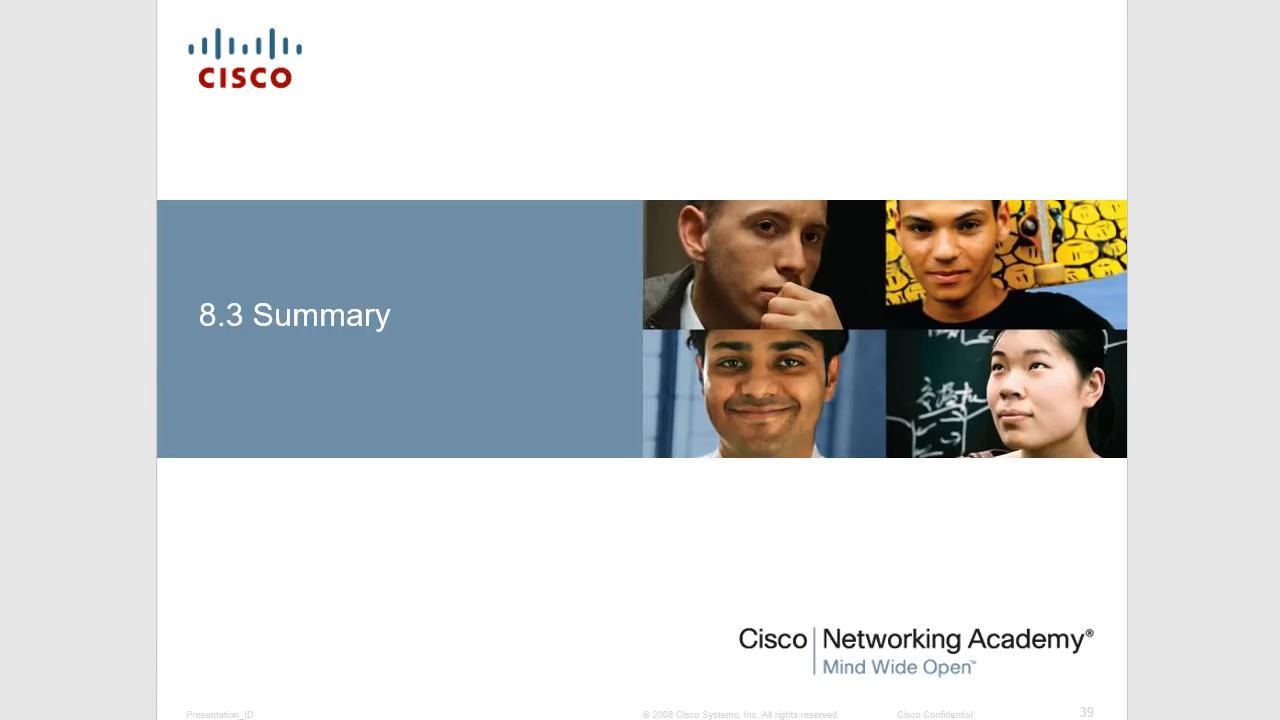 CISCO
8.3 Summary
Cisco Networking Academy®
Mind Wide Open™
Presentation_ID
© 2008 Cisco Systems, Inc. All rights reserved.
Cisco Confidential
39